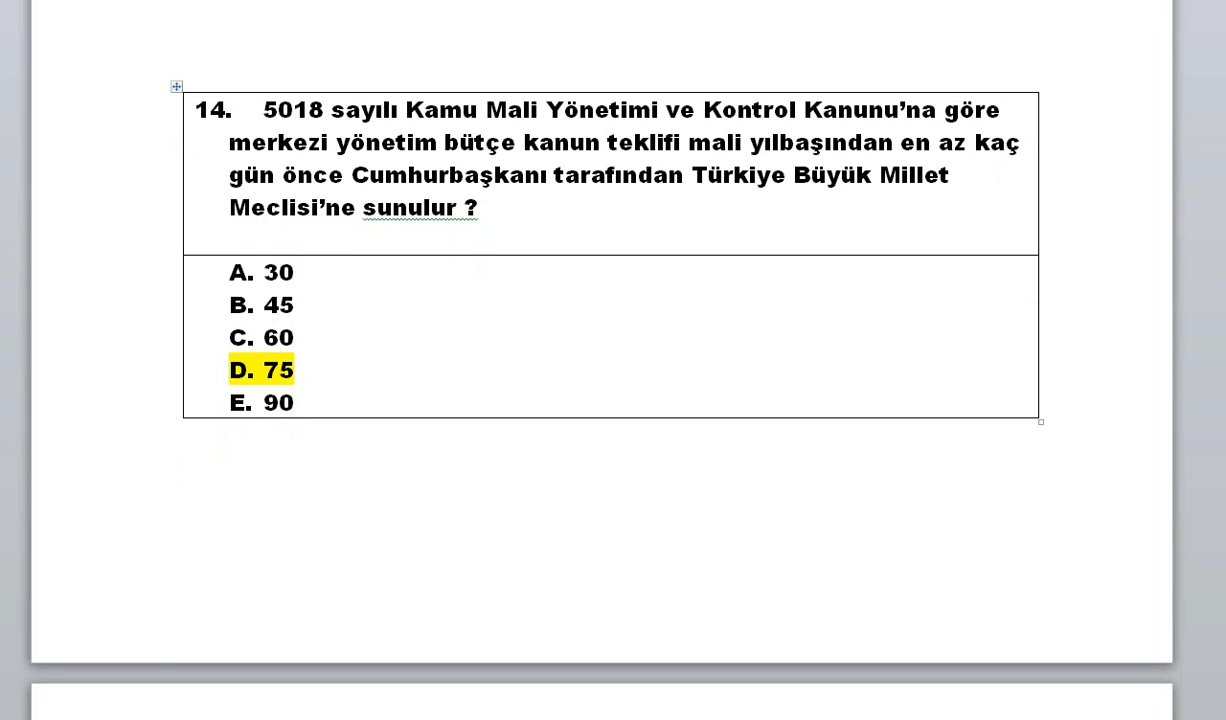 14. 5018 sayılı Kamu Mali Yönetimi ve Kontrol Kanunu’na göre
merkezi yönetim bütçe kanun teklifi mali yılbaşından en az kaç
gün önce Cumhurbaşkanı tarafından Türkiye Büyük Millet
Meclisi’ne sunulur ?
A. 30
B. 45
C. 60
D. 75
E. 90